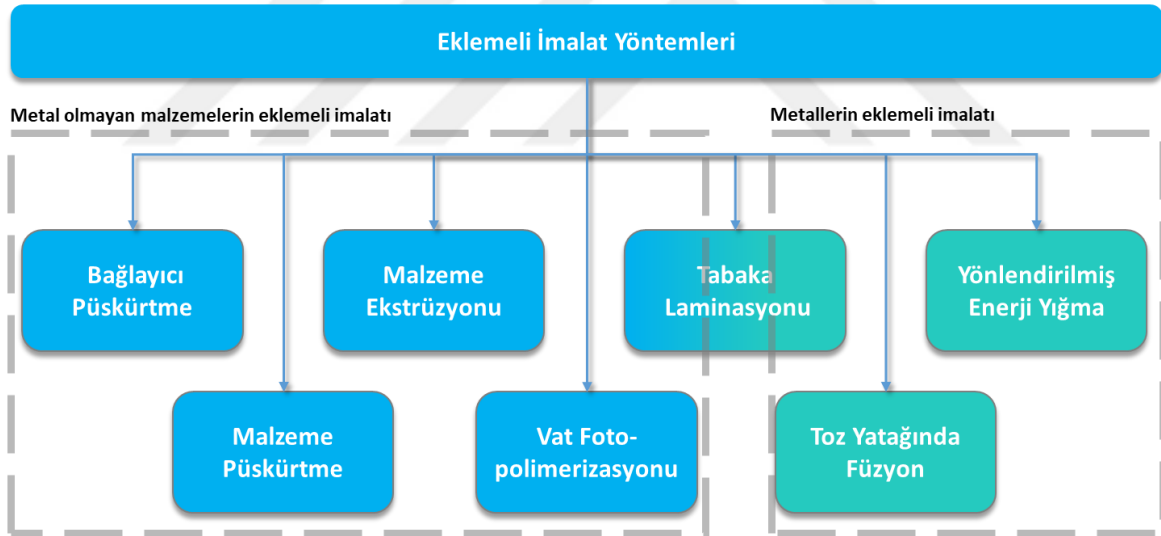 Eklemeli İmalat Yöntemleri
Metal olmayan malzemelerin eklemeli imalatı
Metallerin eklemeli imalatı
Bağlayıcı
Püskürtme
Malzeme
Ekstrüzyonu
Tabaka
Laminasyonu
Yönlendirilmiş
Enerji Yığma
Malzeme
Püskürtme
Vat Foto-
polimerizasyonu
Toz Yatağında
Füzyon